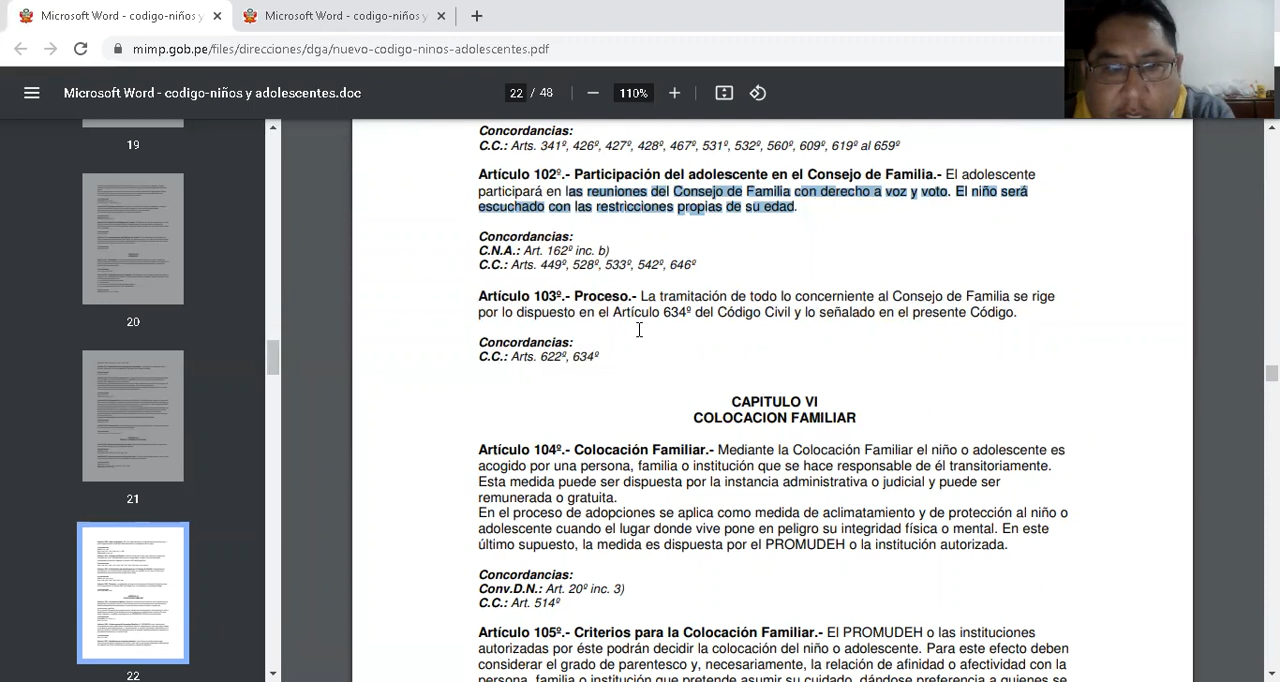 Microsoft Word - codigo-niños y
Microsoft Word - codigo-niños y
mimp.gob.pe/files/direcciones/dga/nuevo-codigo-ninos-adolescentes.pdf
Microsoft Word - codigo-niños y adolescentes.doc
22 / 48
110%
19
20
21
22
Concordancias:
C.C.: Arts. 341º, 426º, 427º, 428º, 467º, 531º, 532º, 560º, 609º, 619º al 659º
Artículo 102º.- Participación del adolescente en el Consejo de Familia.- El adolescente
participará en las reuniones del Consejo de Familia con derecho a voz y voto. El niño será
escuchado con las restricciones propias de su edad.
Concordancias:
C.N.A.: Art. 162º inc. b)
C.C.: Arts. 449º, 528º, 533º, 542º, 646º
Artículo 103º.- Proceso.- La tramitación de todo lo concerniente al Consejo de Familia se rige
por lo dispuesto en el Artículo 634º del Código Civil y lo señalado en el presente Código.
Concordancias:
C.C.: Arts. 622º, 634º
CAPITULO VI
COLOCACION FAMILIAR
Artículo 104º.- Colocación Familiar.- Mediante la Colocación Familiar el niño o adolescente es
acogido por una persona, familia o institución que se hace responsable de él transitoriamente.
Esta medida puede ser dispuesta por la instancia administrativa o judicial y puede ser
remunerada o gratuita.
En el proceso de adopciones se aplica como medida de aclimatamiento y de protección al niño o
adolescente cuando el lugar donde vive pone en peligro su integridad física o mental. En este
último supuesto, la medida es dispuesta por el PROMUDEH o la institución autorizada.
Concordancias:
Conv.D.N.: Art. 20º inc. 3)
C.C.: Art.
Artículo Criterios para la Colocación Familiar.- El PROMUDEH o las instituciones
autorizadas por éste podrán decidir la colocación del niño o adolescente. Para este efecto deben
considerar el grado de parentesco y, necesariamente, la relación de afinidad o afectividad con la
persona, familia o institución que pretende asumir su cuidado, dándose preferencia a quienes se